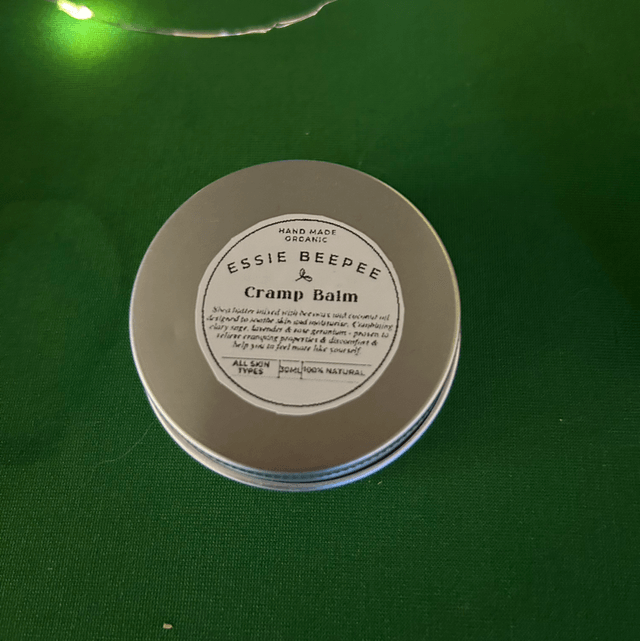 HAND MADE
ORGANIC
ESSIE BEEPEE
Cramp Balm
Shea butter mixed with beeswax and coconut oil
designed to soothe skin and moisturise. Combining
clary sage, lavender & rose geranium - proven to
relieve cramping properties & discomfort &
help you to feel more like yourself.
ALL SKIN
TYPES
30ML
100% NATURAL